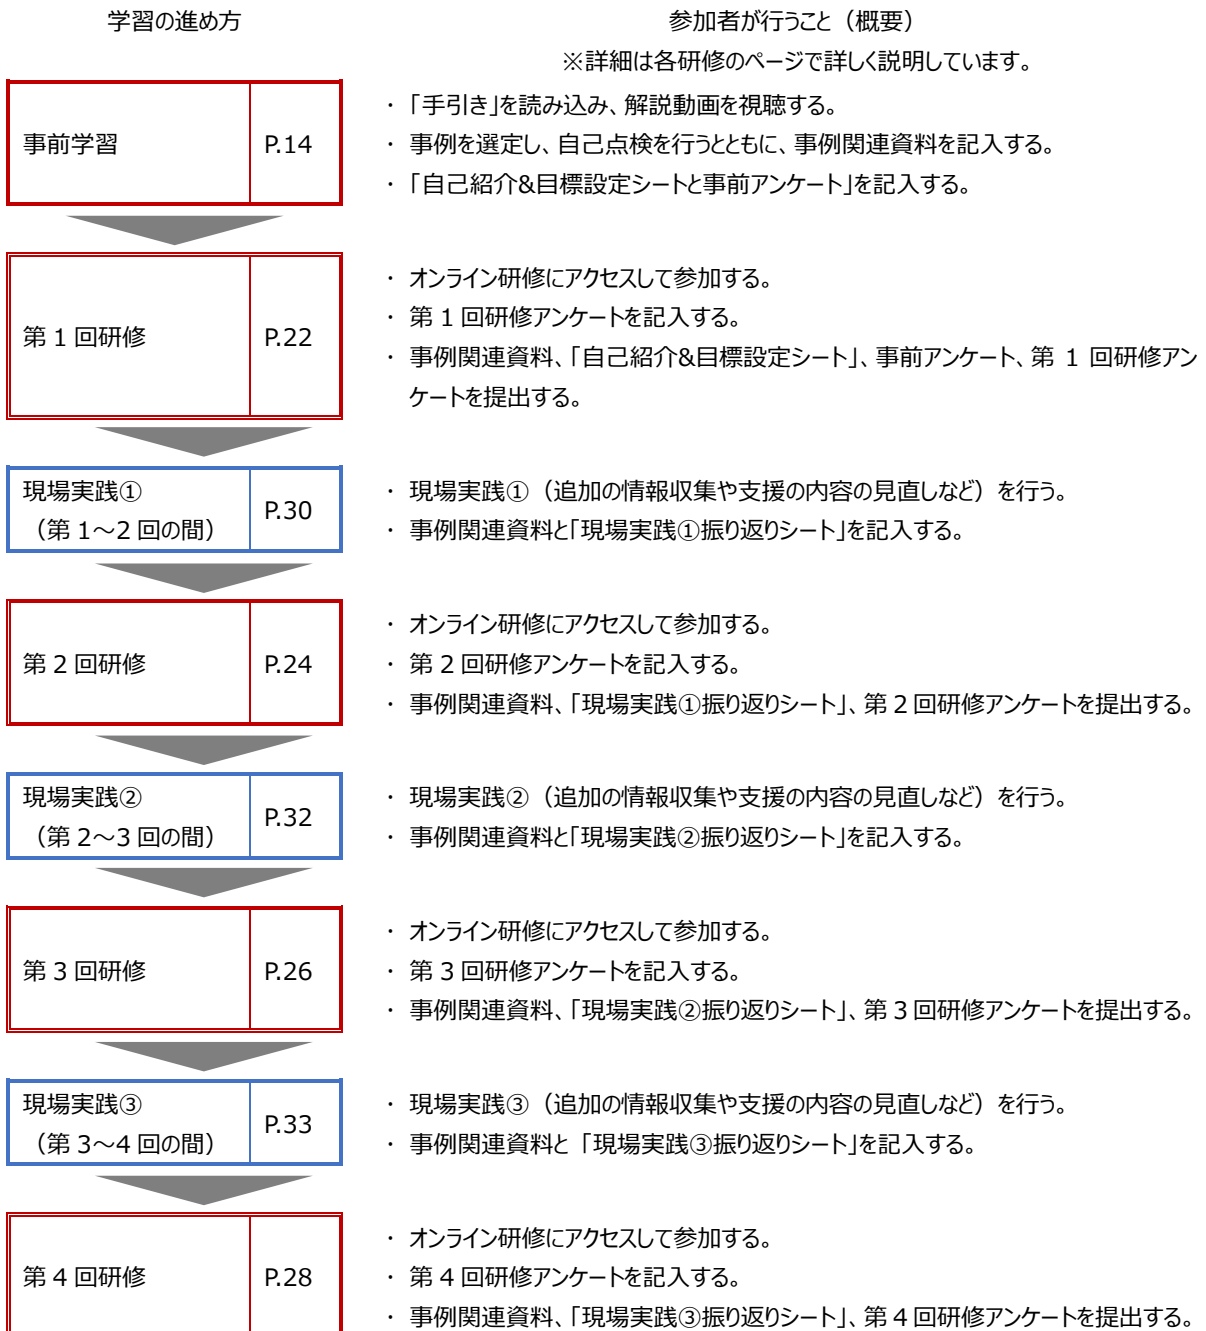 学習の進め方
参加者が行うこと（概要）
※詳細は各研修のページで詳しく説明しています。
事前学習
P.14
・「手引き」を読み込み、解説動画を視聴する。
・ 事例を選定し、自己点検を行うとともに、事例関連資料を記入する。
・「自己紹介&目標設定シートと事前アンケート」を記入する。
第 1 回研修
P.22
・ オンライン研修にアクセスして参加する。
・ 第 1 回研修アンケートを記入する。
・ 事例関連資料、「自己紹介&目標設定シート」、事前アンケート、第 1 回研修アン
ケートを提出する。
現場実践①
（第 1～2 回の間）
P.30
・ 現場実践①（追加の情報収集や支援の内容の見直しなど）を行う。
・ 事例関連資料と「現場実践①振り返りシート」を記入する。
第 2 回研修
P.24
・ オンライン研修にアクセスして参加する。
・ 第 2 回研修アンケートを記入する。
・ 事例関連資料、「現場実践①振り返りシート」、第 2 回研修アンケートを提出する。
現場実践②
（第 2～3 回の間）
P.32
・ 現場実践②（追加の情報収集や支援の内容の見直しなど）を行う。
・ 事例関連資料と「現場実践②振り返りシート」を記入する。
第 3 回研修
P.26
・ オンライン研修にアクセスして参加する。
・ 第 3 回研修アンケートを記入する。
・ 事例関連資料、「現場実践②振り返りシート」、第 3 回研修アンケートを提出する。
現場実践③
（第 3～4 回の間）
P.33
・ 現場実践③（追加の情報収集や支援の内容の見直しなど）を行う。
・ 事例関連資料と 「現場実践③振り返りシート」を記入する。
第 4 回研修
P.28
・ オンライン研修にアクセスして参加する。
・ 第 4 回研修アンケートを記入する。
・ 事例関連資料、「現場実践③振り返りシート」、第 4 回研修アンケートを提出する。